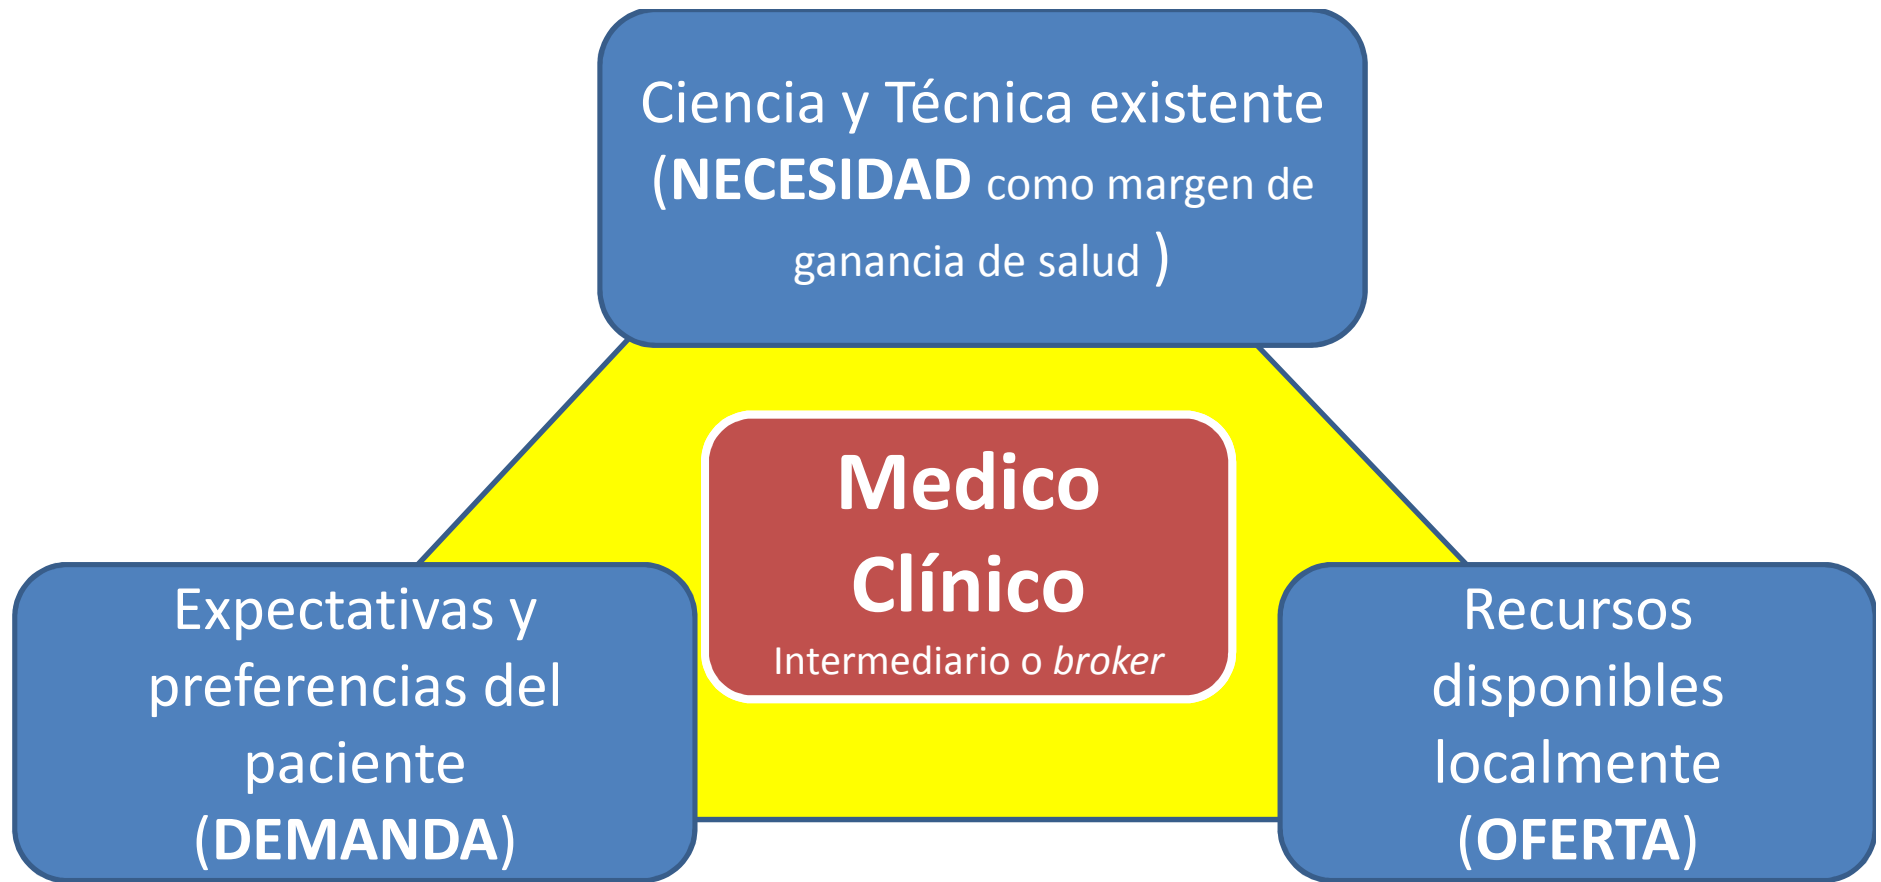 Ciencia y Técnica existente
(NECESIDAD como margen de
ganancia de salud )
Medico
Clínico
Intermediario o broker
Expectativas y
preferencias del
paciente
(DEMANDA)
Recursos
disponibles
localmente
(OFERTA)